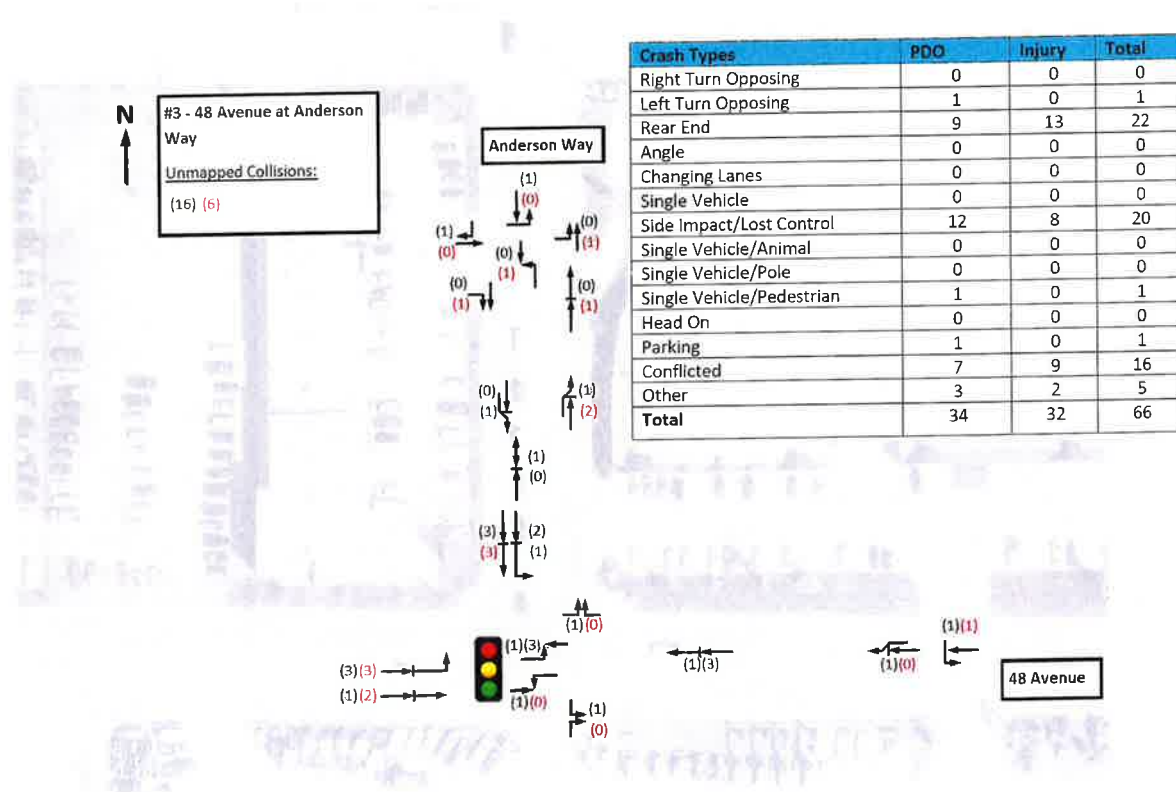 N
#3 - 48 Avenue at Anderson
Way
Unmapped Collisions:
(16) (6)
Anderson Way
Crash Types PDO Injury Total
Right Turn Opposing 0 0 0
Left Turn Opposing 1 0 1
Rear End 9 13 22
Angle 0 0 0
Changing Lanes 0 0 0
Single Vehicle 0 0 0
Side Impact/Lost Control 12 8 20
Single Vehicle/Animal 0 0 0
Single Vehicle/Pole 0 0 0
Single Vehicle/Pedestrian 1 0 1
Head On 0 0 0
Parking 1 0 1
Conflicted 7 9 16
Other 3 2 5
Total 34 32 66
(1)
(0)
(1)
(0)
(0)
(1)
(0)
(1)
(0)
(1)
(0)
(1)
(0)
(1)
(1)
(2)
(1)
(0)
(3)
(3)
(2)
(1)
(1)(0)
(1)(3)
(3)(3)
(1)(2)
(1)(0)
(1)
(0)
(1)(3)
(1)(0)
(1)(1)
48 Avenue